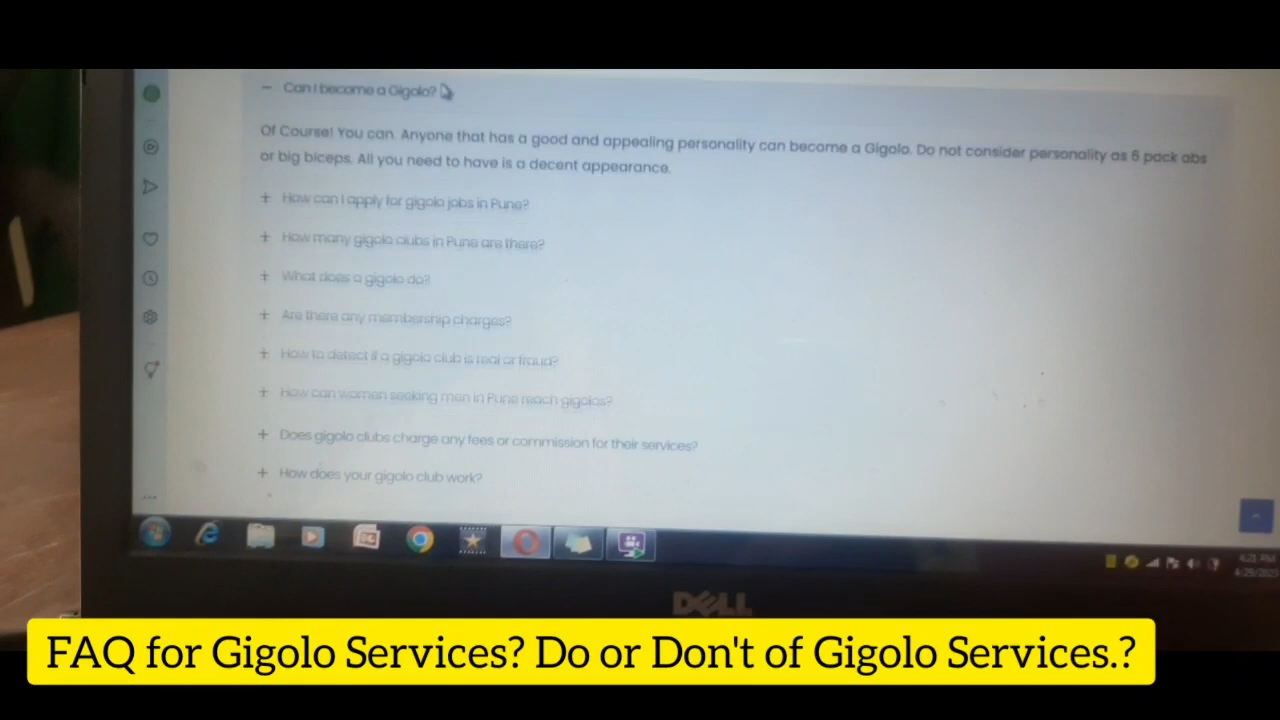 − Can I become a Gigolo?
Of Course! You can. Anyone that has a good and appealing personality can become a Gigolo. Do not consider personality as 6 pack abs
or big biceps. All you need to have is a decent appearance.
+ How can I apply for gigolo jobs in Pune?
+ How many gigolo clubs in Pune are there?
+ What does a gigolo do?
+ Are there any membership charges?
+ How to detect if a gigolo club is real or fraud?
+ How can women seeking men in Pune reach gigolos?
+ Does gigolo clubs charge any fees or commission for their services?
+ How does your gigolo club work?
4:21 PM
DELL
FAQ for Gigolo Services? Do or Don't of Gigolo Services.?